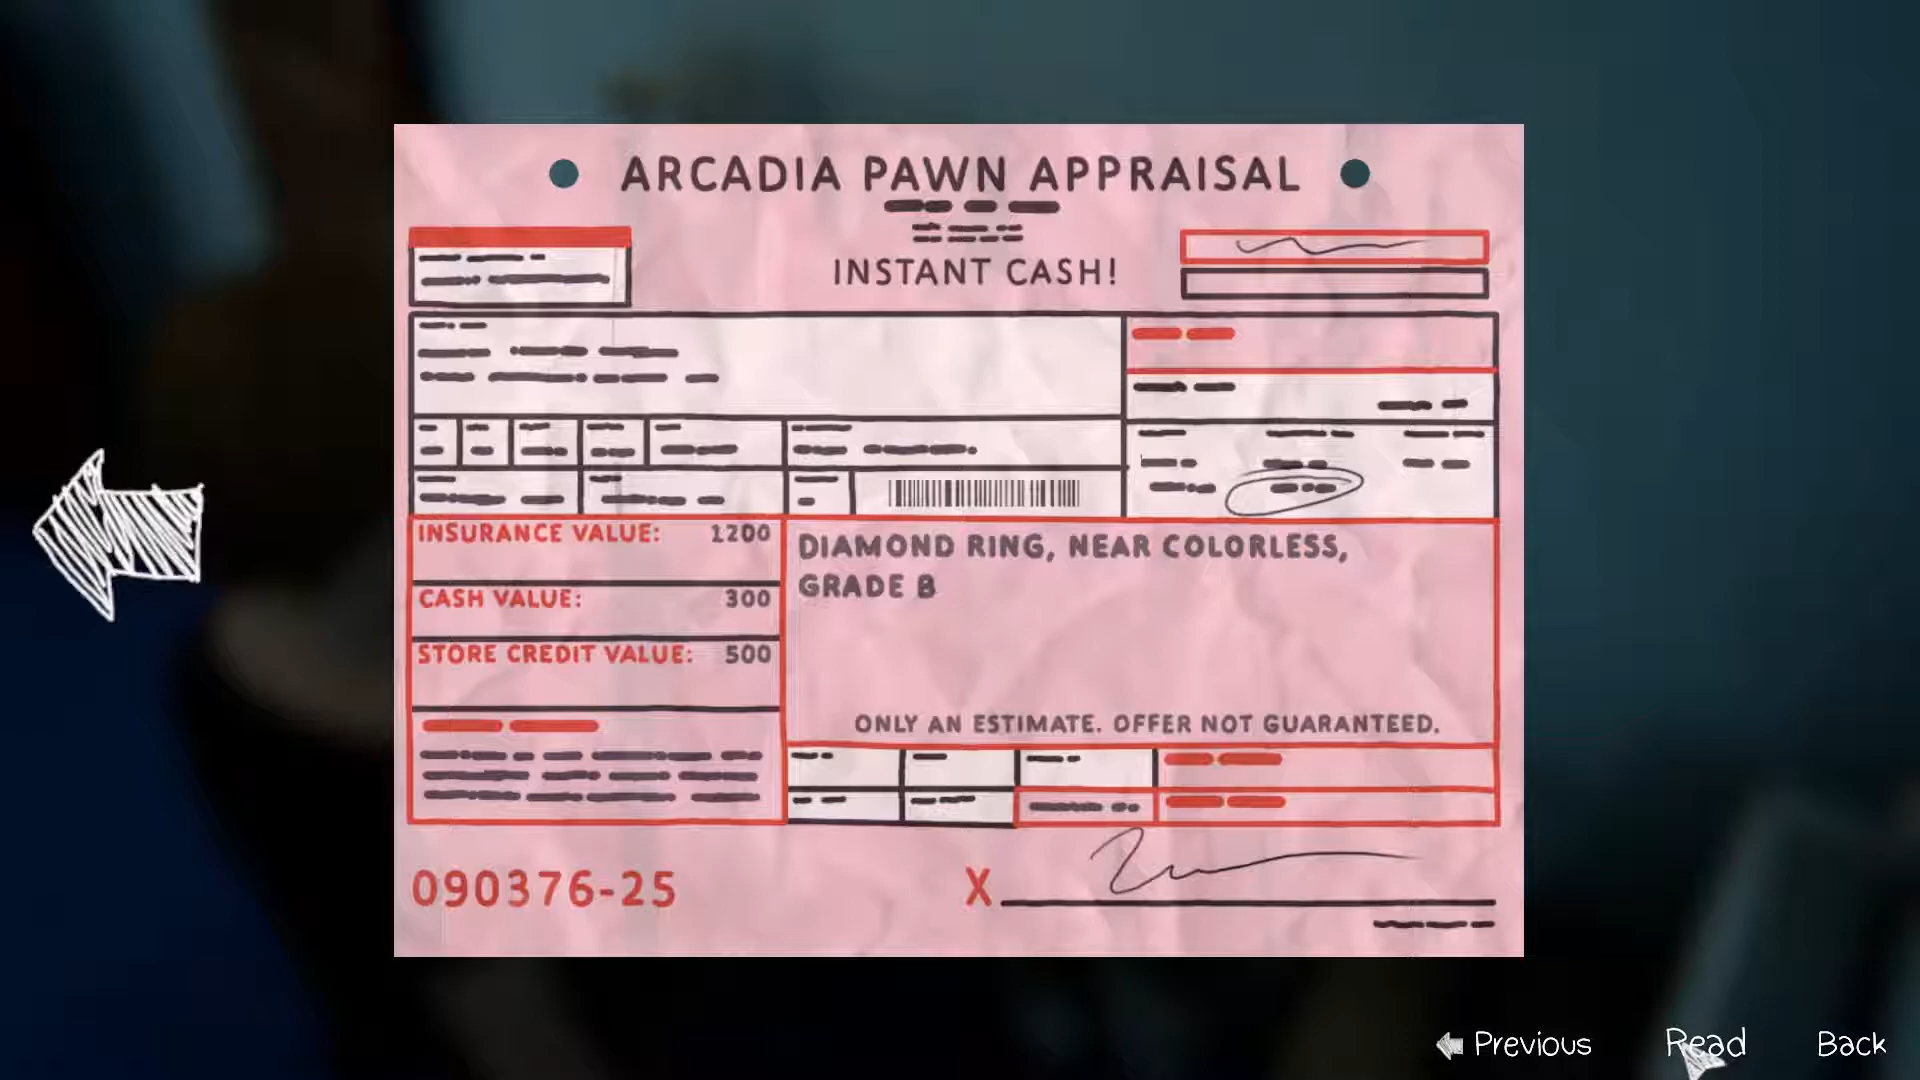 ARCADIA PAWN APPRAISAL
INSTANT CASH!
INSURANCE VALUE: 1200
CASH VALUE: 300
STORE CREDIT VALUE: 500
DIAMOND RING, NEAR COLORLESS,
GRADE B
ONLY AN ESTIMATE. OFFER NOT GUARANTEED.
090376-25
X
Previous
Read
Back